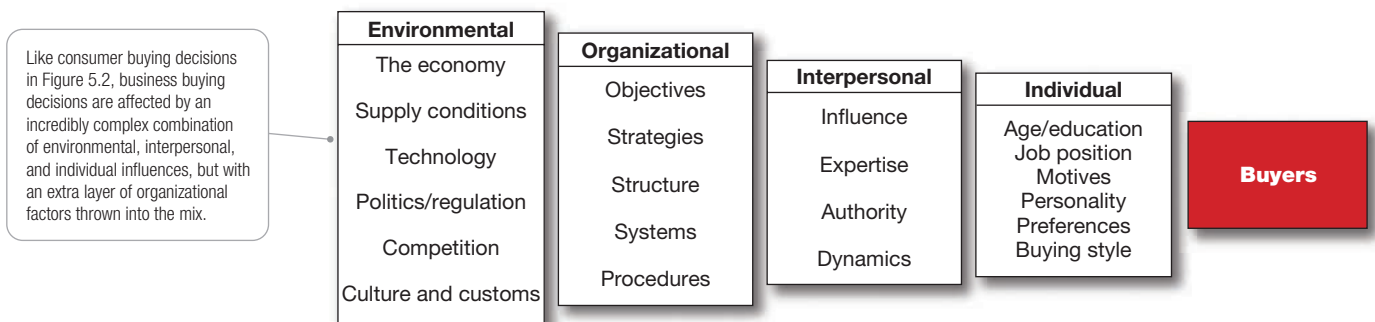 Like consumer buying decisions
in Figure 5.2, business buying
decisions are affected by an
incredibly complex combination
of environmental, interpersonal,
and individual influences, but with
an extra layer of organizational
factors thrown into the mix.
Environmental
The economy
Supply conditions
Technology
Politics/regulation
Competition
Culture and customs
Organizational
Objectives
Strategies
Structure
Systems
Procedures
Interpersonal
Influence
Expertise
Authority
Dynamics
Individual
Age/education
Job position
Motives
Personality
Preferences
Buying style
Buyers